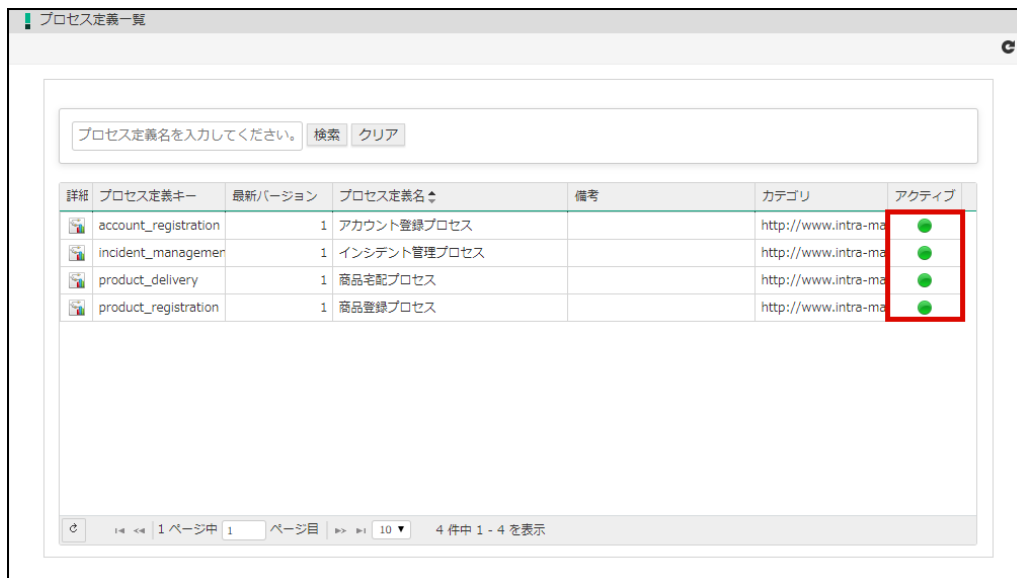 プロセス定義一覧
プロセス定義名を入力してください。 検索 クリア
詳細 プロセス定義キー 最新バージョン プロセス定義名 備考 カテゴリ アクティブ
account_registration 1 アカウント登録プロセス http://www.intra-ma
incident_managemen 1 インシデント管理プロセス http://www.intra-ma
product_delivery 1 商品宅配プロセス http://www.intra-ma
product_registration 1 商品登録プロセス http://www.intra-ma
1 ページ中 1 ページ目 10 4 件中 1 - 4 を表示